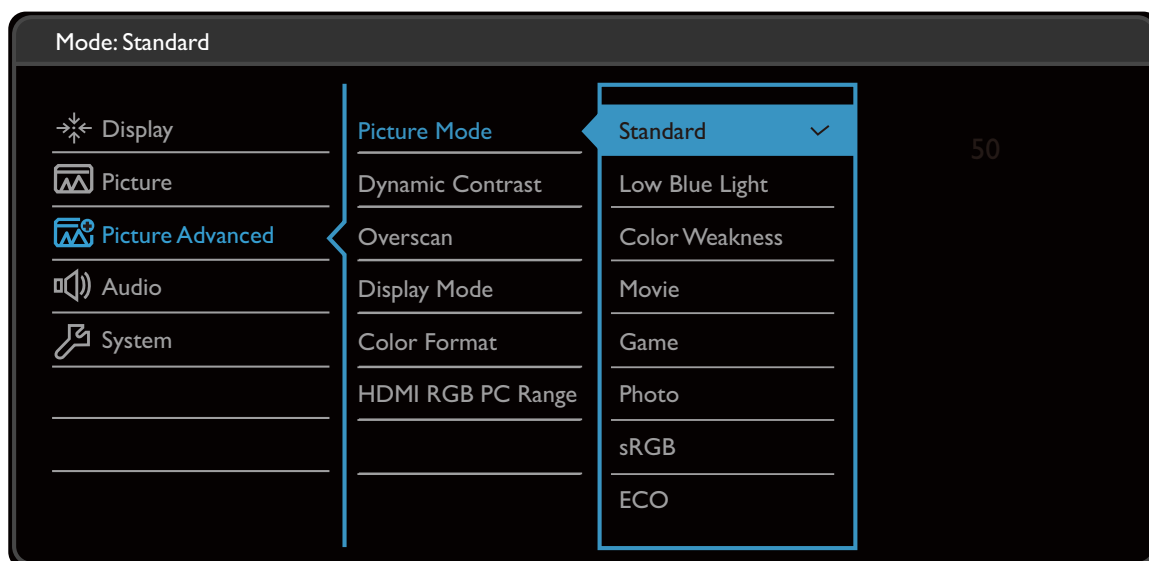 Mode: Standard
Display
Picture
Picture Advanced
Audio
System
Picture Mode
Dynamic Contrast
Overscan
Display Mode
Color Format
HDMI RGB PC Range
Standard
Low Blue Light
Color Weakness
Movie
Game
Photo
sRGB
ECO
50